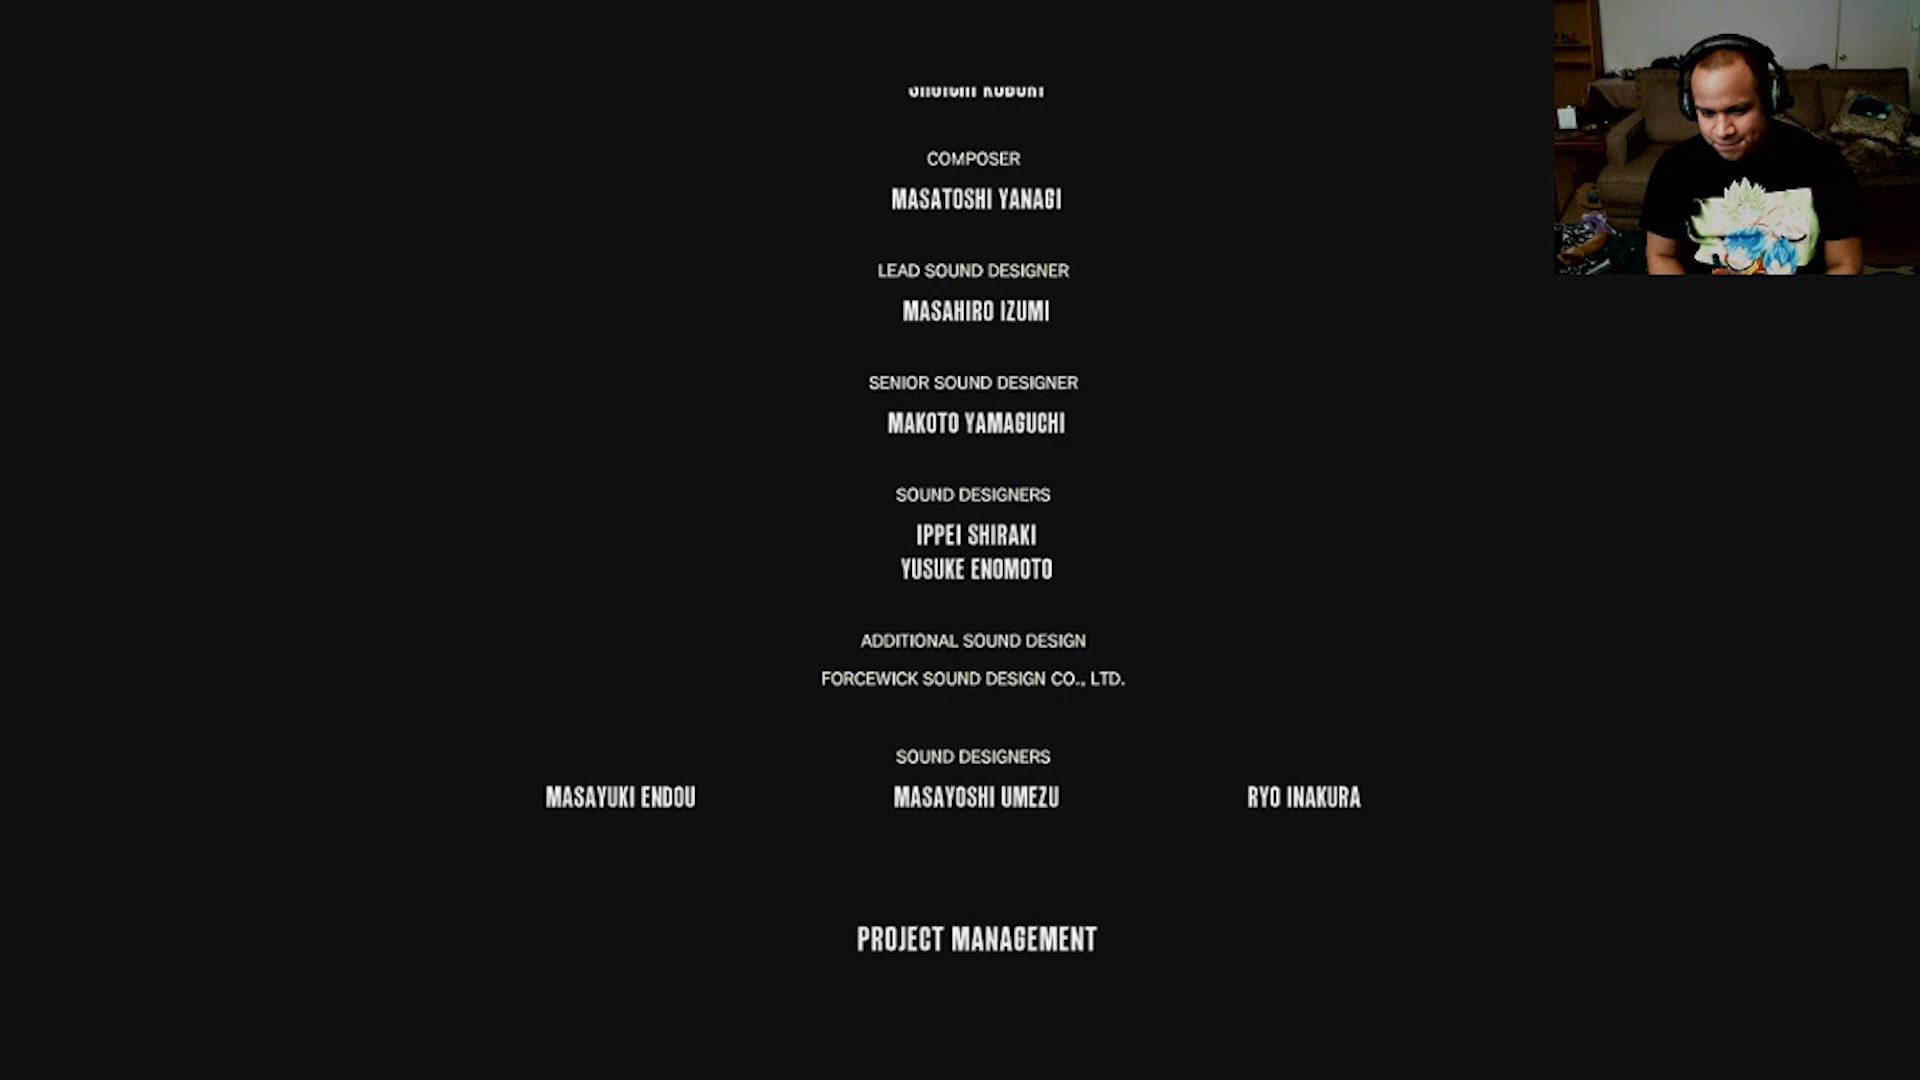 COMPOSER
MASATOSHI YANAGI
LEAD SOUND DESIGNER
MASAHIRO IZUMI
SENIOR SOUND DESIGNER
MAKOTO YAMAGUCHI
SOUND DESIGNERS
IPPEI SHIRAKI
YUSUKE ENOMOTO
ADDITIONAL SOUND DESIGN
FORCEWICK SOUND DESIGN CO., LTD.
SOUND DESIGNERS
MASAYUKI ENDOU MASAYOSHI UMEZU RYO INAKURA
PROJECT MANAGEMENT